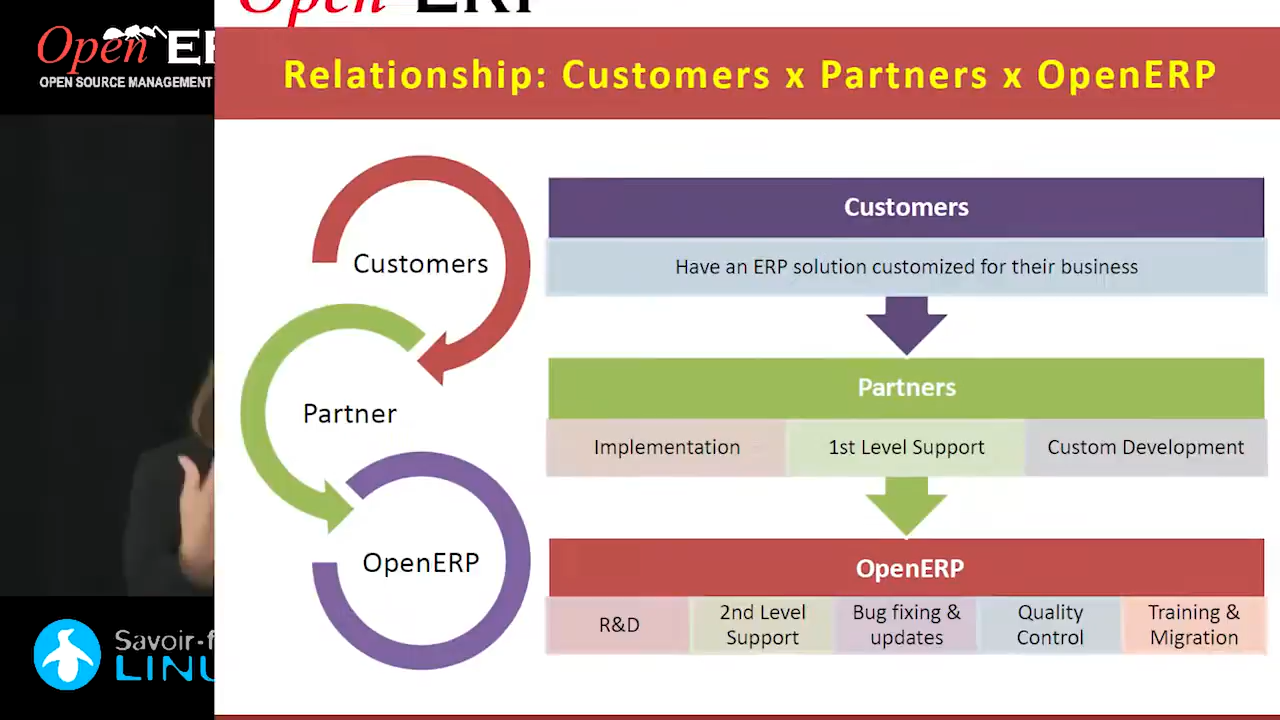 Open ERP
Open
OPEN SOURCE MANAGEMENT
Relationship: Customers x Partners x OpenERP
Customers
Partner
OpenERP
Customers
Have an ERP solution customized for their business
Partners
Implementation
1st Level Support
Custom Development
OpenERP
R&D
2nd Level
Support
Bug fixing &
updates
Quality
Control
Training &
Migration
Savoir-f
LINU